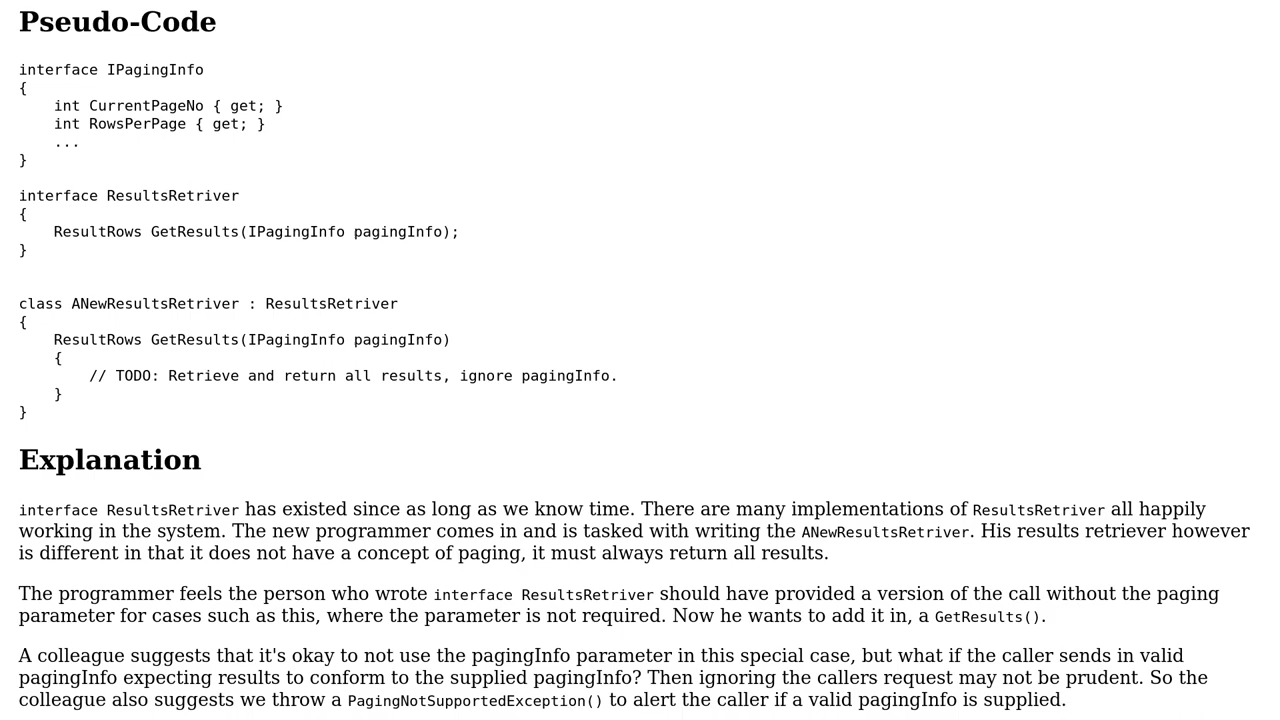 Pseudo-Code
interface IPagingInfo
{
    int CurrentPageNo { get; }
    int RowsPerPage { get; }
    ...
}
interface ResultsRetriver
{
    ResultRows GetResults(IPagingInfo pagingInfo);
}
class ANewResultsRetriver : ResultsRetriver
{
    ResultRows GetResults(IPagingInfo pagingInfo)
    {
        // TODO: Retrieve and return all results, ignore pagingInfo.
    }
}
Explanation
interface ResultsRetriver has existed since as long as we know time. There are many implementations of ResultsRetriver all happily
working in the system. The new programmer comes in and is tasked with writing the ANewResultsRetriver. His results retriever however
is different in that it does not have a concept of paging, it must always return all results.
The programmer feels the person who wrote interface ResultsRetriver should have provided a version of the call without the paging
parameter for cases such as this, where the parameter is not required. Now he wants to add it in, a GetResults().
A colleague suggests that it's okay to not use the pagingInfo parameter in this special case, but what if the caller sends in valid
pagingInfo expecting results to conform to the supplied pagingInfo? Then ignoring the callers request may not be prudent. So the
colleague also suggests we throw a PagingNotSupportedException() to alert the caller if a valid pagingInfo is supplied.